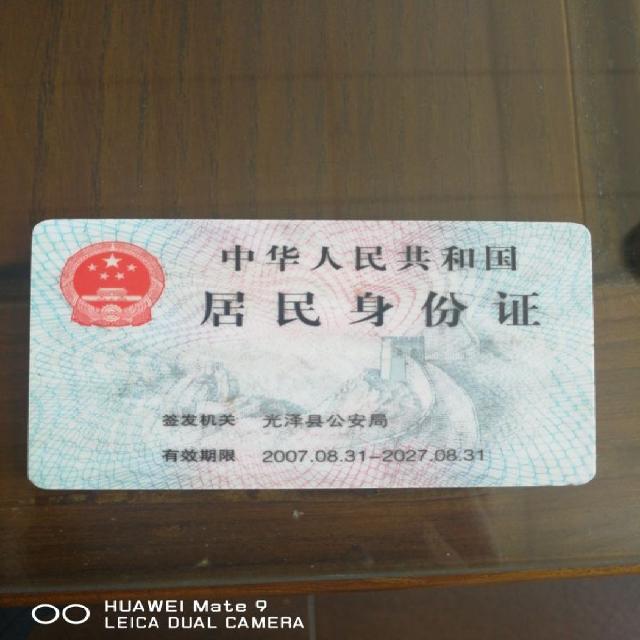 中华人民共和国
居民身份证
签发机关 光泽县公安局
有效期限 2007.08.31-2027.08.31
HUAWEI Mate 9
LEICA DUAL CAMERA